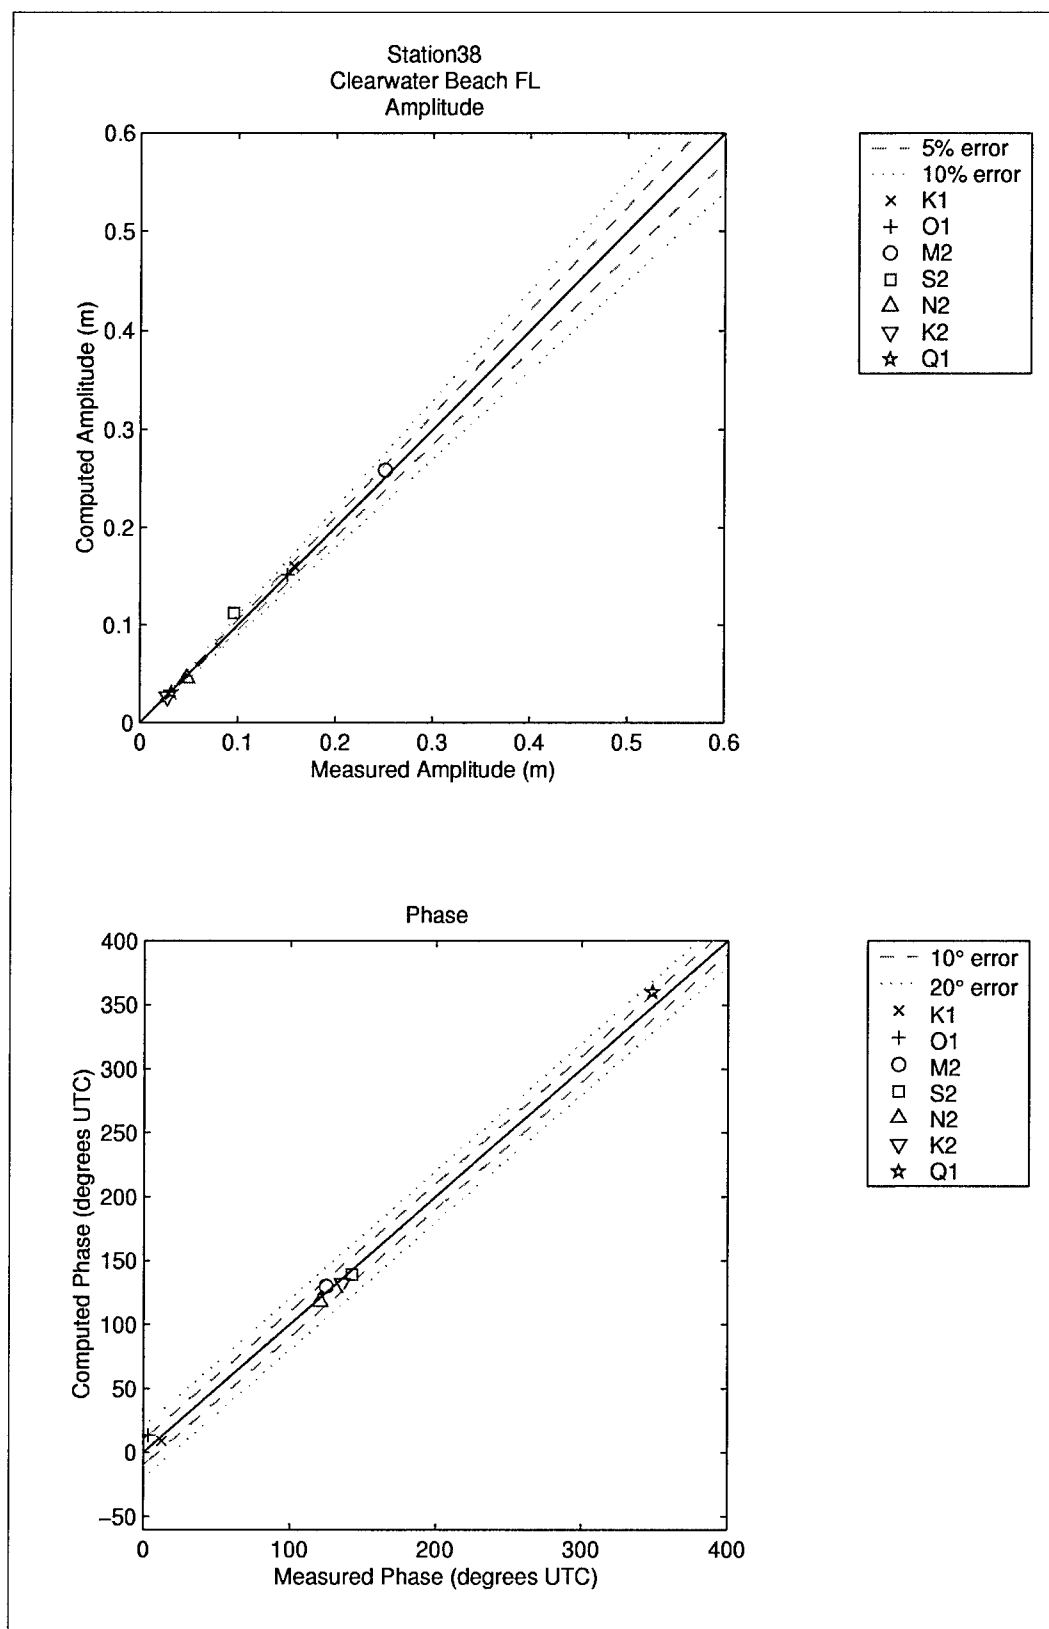 Station38
Clearwater Beach FL
Amplitude
0.6
0.5
0.4
0.3
0.2
0.1
0
Computed Amplitude (m)
0 0.1 0.2 0.3 0.4 0.5 0.6
Measured Amplitude (m)
5% error
10% error
K1
O1
M2
S2
N2
K2
Q1
Phase
400
350
300
250
200
150
100
50
0
−50
Computed Phase (degrees UTC)
0 100 200 300 400
Measured Phase (degrees UTC)
10° error
20° error
K1
O1
M2
S2
N2
K2
Q1